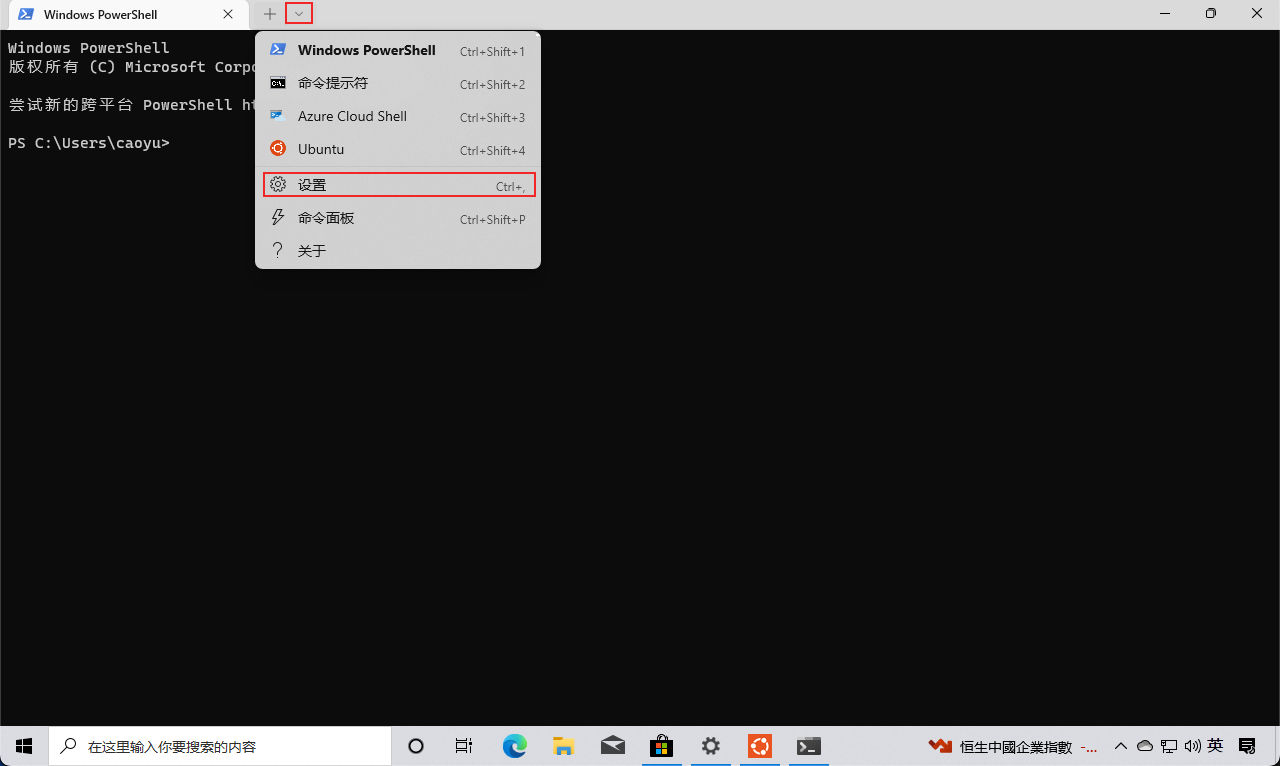 Windows PowerShell
Windows PowerShell
版权所有 (C) Microsoft Corpo
尝试新的跨平台 PowerShell ht
PS C:\Users\caoyu>
Windows PowerShell Ctrl+Shift+1
命令提示符 Ctrl+Shift+2
Azure Cloud Shell Ctrl+Shift+3
Ubuntu Ctrl+Shift+4
设置 Ctrl+,
命令面板 Ctrl+Shift+P
关于
在这里输入你要搜索的内容
恒生中國企業指數 -...
英